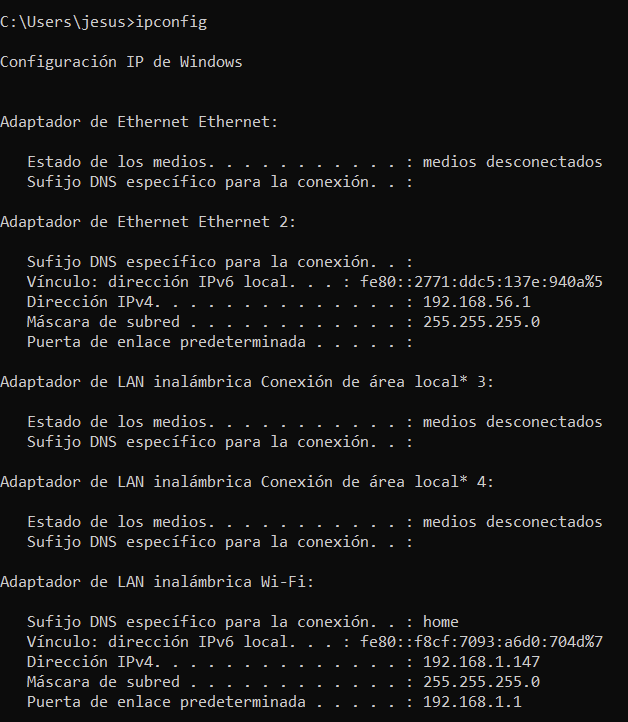 C:\Users\jesus>ipconfig
Configuración IP de Windows
Adaptador de Ethernet Ethernet:
Estado de los medios. . . . . . . . . . . : medios desconectados
Sufijo DNS específico para la conexión. . :
Adaptador de Ethernet Ethernet 2:
Sufijo DNS específico para la conexión. . :
Vínculo: dirección IPv6 local. . . : fe80::2771:ddc5:137e:940a%5
Dirección IPv4. . . . . . . . . . . . . . : 192.168.56.1
Máscara de subred . . . . . . . . . . . . : 255.255.255.0
Puerta de enlace predeterminada . . . . . :
Adaptador de LAN inalámbrica Conexión de área local* 3:
Estado de los medios. . . . . . . . . . . : medios desconectados
Sufijo DNS específico para la conexión. . :
Adaptador de LAN inalámbrica Conexión de área local* 4:
Estado de los medios. . . . . . . . . . . : medios desconectados
Sufijo DNS específico para la conexión. . :
Adaptador de LAN inalámbrica Wi-Fi:
Sufijo DNS específico para la conexión. . : home
Vínculo: dirección IPv6 local. . . : fe80::f8cf:7093:a6d0:704d%7
Dirección IPv4. . . . . . . . . . . . . . : 192.168.1.147
Máscara de subred . . . . . . . . . . . . : 255.255.255.0
Puerta de enlace predeterminada . . . . . : 192.168.1.1